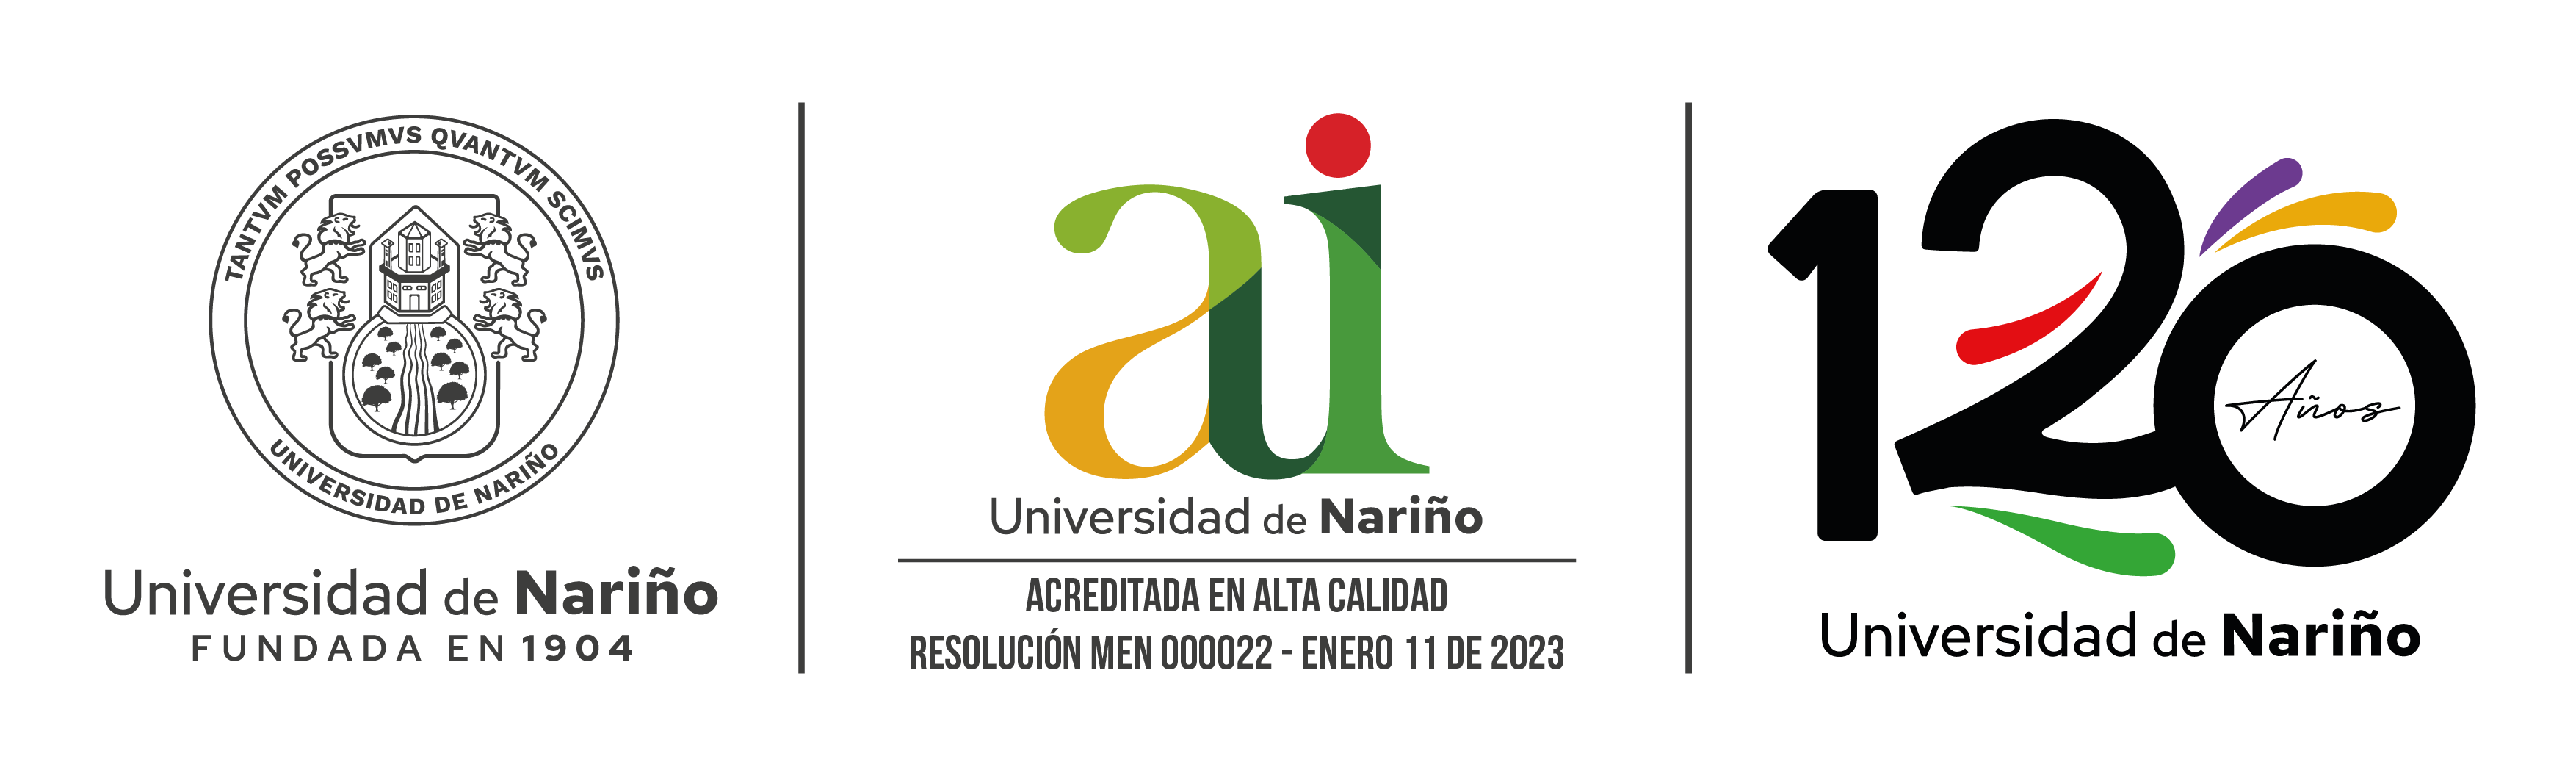 TANTVM POSSVMVS QVANTVM SCIMVS
UNIVERSIDAD DE NARIÑO
Universidad de Nariño
FUNDADA EN 1904
ai
Universidad de Nariño
ACREDITADA EN ALTA CALIDAD
RESOLUCIÓN MEN 000022 - ENERO 11 DE 2023
120
Años
Universidad de Nariño